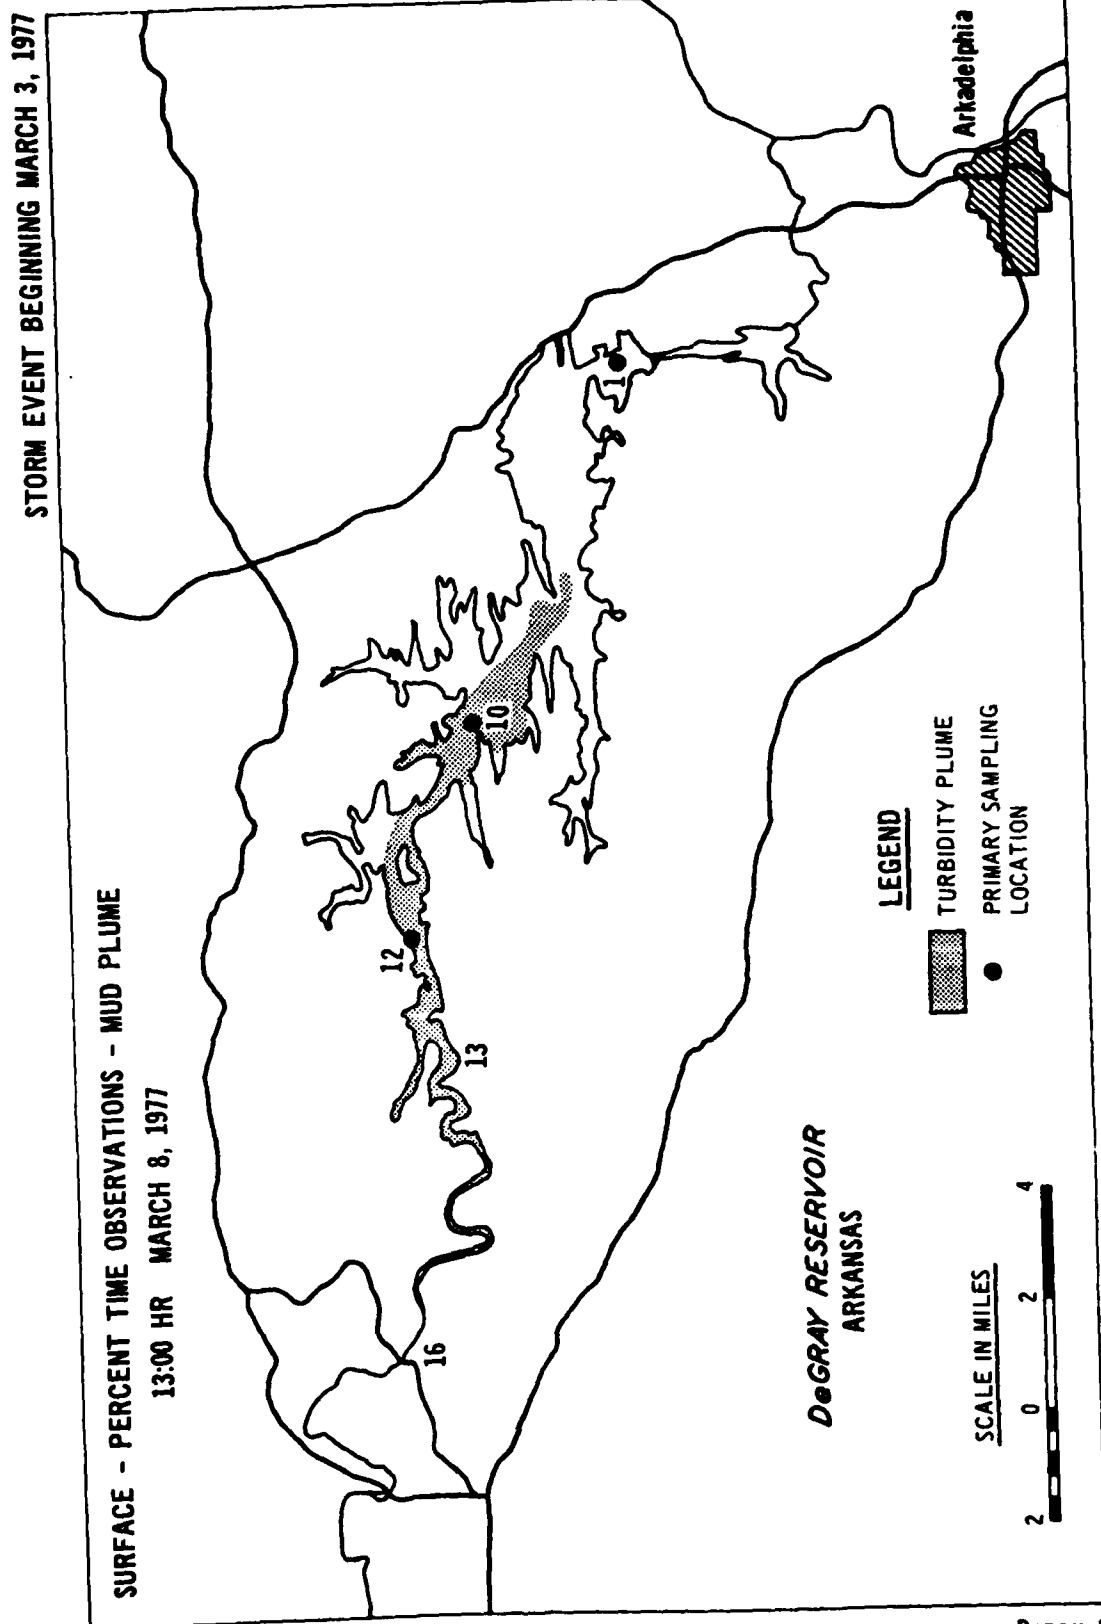 STORM EVENT BEGINNING MARCH 3, 1977
SURFACE - PERCENT TIME OBSERVATIONS - MUD PLUME
13:00 HR MARCH 8, 1977
16
13
12
10
1
Arkadelphia
DeGRAY RESERVOIR
ARKANSAS
LEGEND
TURBIDITY PLUME
PRIMARY SAMPLING
LOCATION
SCALE IN MILES
2 0 2 4